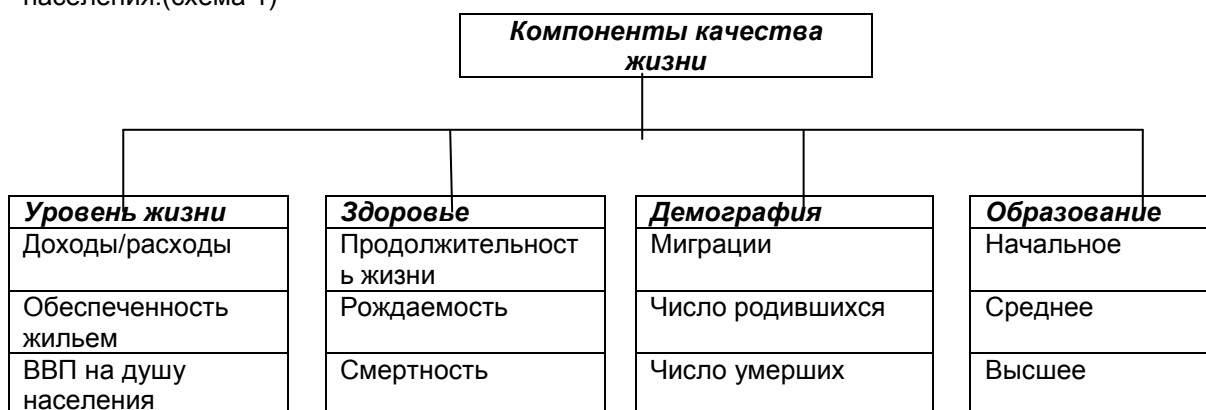 населения.(схема 1)
Компоненты качества
жизни
Уровень жизни
Доходы/расходы
Обеспеченность
жильем
ВВП на душу
населения
Здоровье
Продолжительност
ь жизни
Рождаемость
Смертность
Демография
Миграции
Число родившихся
Число умерших
Образование
Начальное
Среднее
Высшее